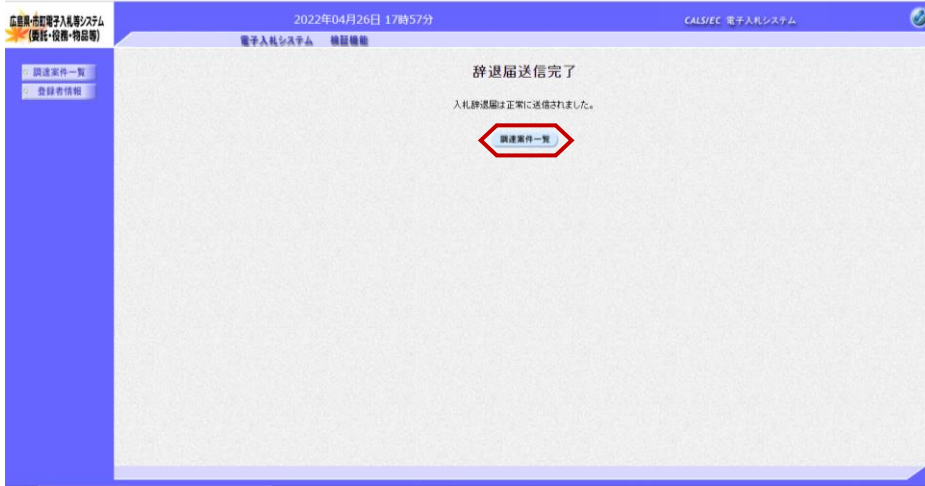 広島県・市町電子入札等システム
(委託・役務・物品等)
2022年04月26日 17時57分
CALS/EC 電子入札システム
電子入札システム 検証機能
調達案件一覧
登録者情報
辞退届送信完了
入札辞退届は正常に送信されました。
調達案件一覧